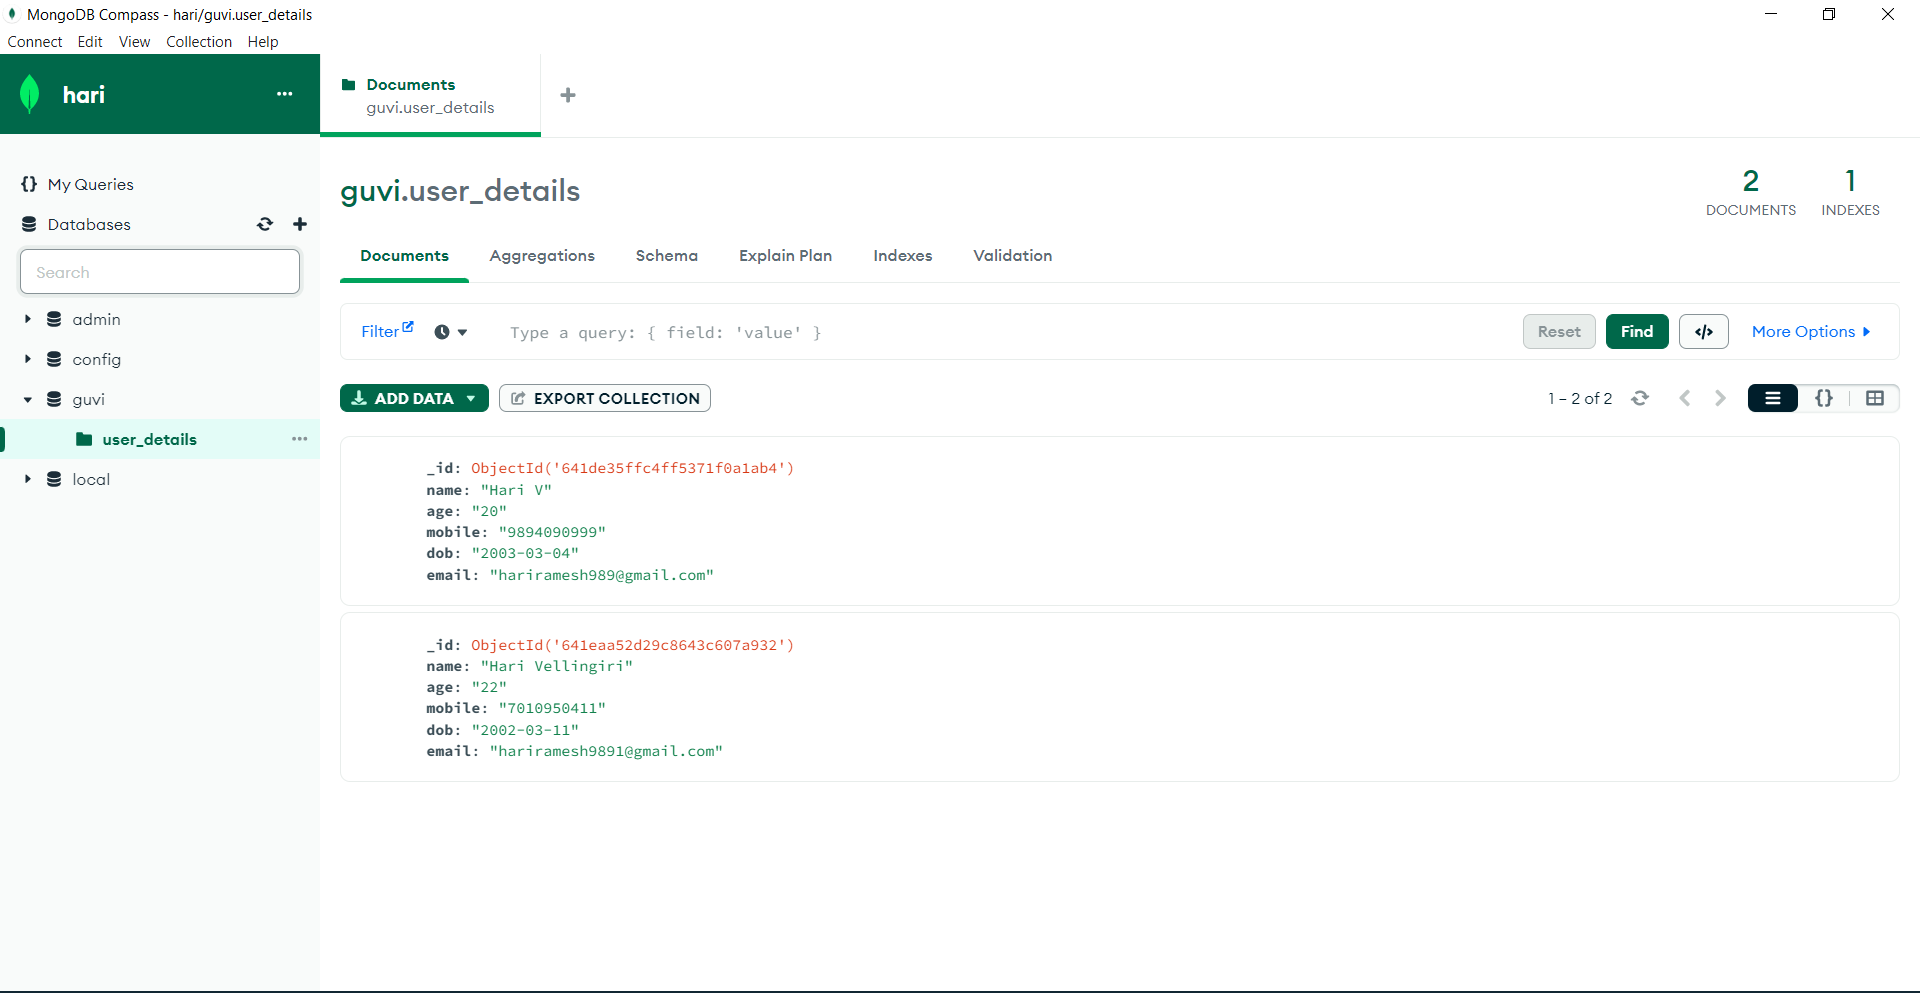 MongoDB Compass - hari/guvi.user_details
Connect Edit View Collection Help
hari
Documents
guvi.user_details
My Queries
Databases
Search
admin
config
guvi
user_details
local
guvi.user_details
2
DOCUMENTS
1
INDEXES
Documents Aggregations Schema Explain Plan Indexes Validation
Filter Type a query: { field: 'value' } Reset Find </> More Options
ADD DATA EXPORT COLLECTION 1 – 2 of 2 {}
_id: ObjectId('641de35ffc4ff5371f0a1ab4')
name: "Hari V"
age: "20"
mobile: "9894090999"
dob: "2003-03-04"
email: "hariramesh989@gmail.com"
_id: ObjectId('641eaa52d29c8643c607a932')
name: "Hari Vellingiri"
age: "22"
mobile: "7010950411"
dob: "2002-03-11"
email: "hariramesh9891@gmail.com"